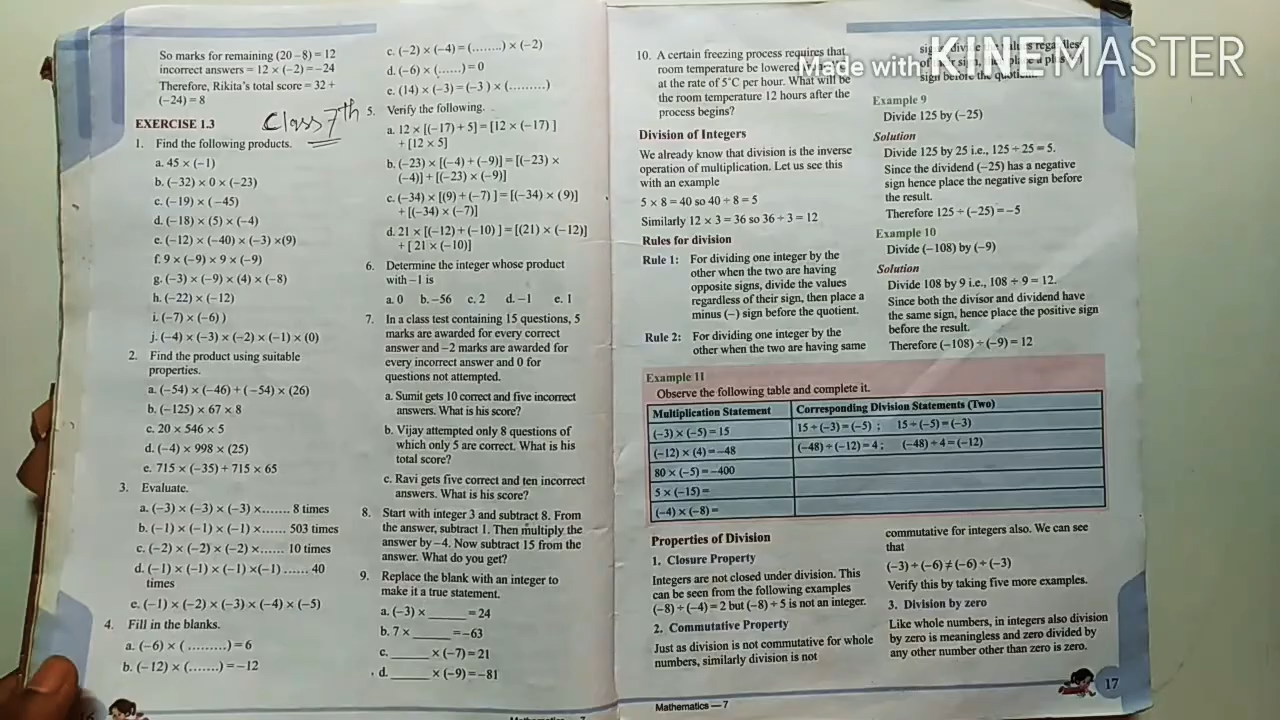 So marks for remaining (20 – 8) = 12
incorrect answers = 12 × (–2) = –24
Therefore, Rikita's total score = 32 +
(–24) = 8
EXERCISE 1.3
Class 7th
1. Find the following products.
a. 45 × (–1)
b. (–32) × 0 × (–23)
c. (–19) × (–45)
d. (–18) × (5) × (–4)
e. (–12) × (–40) × (–3) ×(9)
f. 9 × (–9) × 9 × (–9)
g. (–3) × (–9) × (4) × (–8)
h. (–22) × (–12)
i. (–7) × (–6) )
j. (–4) × (–3) × (–2) × (–1) × (0)
2. Find the product using suitable
properties.
a. (–54) × (–46) + (–54) × (26)
b. (–125) × 67 × 8
c. 20 × 546 × 5
d. (–4) × 998 × (25)
e. 715 × (–35) + 715 × 65
3. Evaluate.
a. (–3) × (–3) × (–3) ×....... 8 times
b. (–1) × (–1) × (–1) ×...... 503 times
c. (–2) × (–2) × (–2) ×...... 10 times
d. (–1) × (–1) × (–1) ×(–1) ...... 40
times
e. (–1) × (–2) × (–3) × (–4) × (–5)
4. Fill in the blanks.
a. (–6) × ( .........) = 6
b. (–12) × (.......) = –12
c. (–2) × (–4) = (........) × (–2)
d. (–6) × (......) = 0
e. (14) × (–3) = (–3 ) × (.........)
5. Verify the following.
a. 12 × [(–17) + 5] = [12 × (–17) ]
+ [12 × 5]
b. (–23) × [(–4) + (–9)] = [(–23) ×
(–4)] + [(–23) × (–9)]
c. (–34) × [(9) + (–7) ] = [(–34) × (9)]
+ [(–34) × (–7)]
d. 21 × [(–12) + (–10) ] = [(21) × (–12)]
+ [ 21 × (–10)]
6. Determine the integer whose product
with –1 is
a. 0 b. –56 c. 2 d. –1 e. 1
7. In a class test containing 15 questions, 5
marks are awarded for every correct
answer and –2 marks are awarded for
every incorrect answer and 0 for
questions not attempted.
a. Sumit gets 10 correct and five incorrect
answers. What is his score?
b. Vijay attempted only 8 questions of
which only 5 are correct. What is his
total score?
c. Ravi gets five correct and ten incorrect
answers. What is his score?
8. Start with integer 3 and subtract 8. From
the answer, subtract 1. Then multiply the
answer by –4. Now subtract 15 from the
answer. What do you get?
9. Replace the blank with an integer to
make it a true statement.
a. (–3) × ______ = 24
b. 7 × ______ = –63
c. ______ × (–7) = 21
d. ______ × (–9) = –81
10. A certain freezing process requires that
room temperature be lowered
at the rate of 5°C per hour. What will be
the room temperature 12 hours after the
process begins?
Division of Integers
We already know that division is the inverse
operation of multiplication. Let us see this
with an example
5 × 8 = 40 so 40 ÷ 8 = 5
Similarly 12 × 3 = 36 so 36 ÷ 3 = 12
Rules for division
Rule 1: For dividing one integer by the
other when the two are having
opposite signs, divide the values
regardless of their sign, then place a
minus (–) sign before the quotient.
Rule 2: For dividing one integer by the
other when the two are having same
regardless
sign before the quotient.
Made with KINEMASTER
Example 9
Divide 125 by (–25)
Solution
Divide 125 by 25 i.e., 125 ÷ 25 = 5.
Since the dividend (–25) has a negative
sign hence place the negative sign before
the result.
Therefore 125 ÷ (–25) = –5
Example 10
Divide (–108) by (–9)
Solution
Divide 108 by 9 i.e., 108 ÷ 9 = 12.
Since both the divisor and dividend have
the same sign, hence place the positive sign
before the result.
Therefore (–108) ÷ (–9) = 12
Example 11
Observe the following table and complete it.
Multiplication Statement Corresponding Division Statements (Two)
(–3) × (–5) = 15 15 ÷ (–3) = (–5) ; 15 ÷ (–5) = (–3)
(–12) × (4) = –48 (–48) ÷ (–12) = 4 ; (–48) ÷ 4 = (–12)
80 × (–5) = –400
5 × (–15) =
(–4) × (–8) =
Properties of Division
1. Closure Property
Integers are not closed under division. This
can be seen from the following examples
(–8) ÷ (–4) = 2 but (–8) ÷ 5 is not an integer.
2. Commutative Property
Just as division is not commutative for whole
numbers, similarly division is not
commutative for integers also. We can see
that
(–3) ÷ (–6) ≠ (–6) ÷ (–3)
Verify this by taking five more examples.
3. Division by zero
Like whole numbers, in integers also division
by zero is meaningless and zero divided by
any other number other than zero is zero.
Mathematics — 7
17